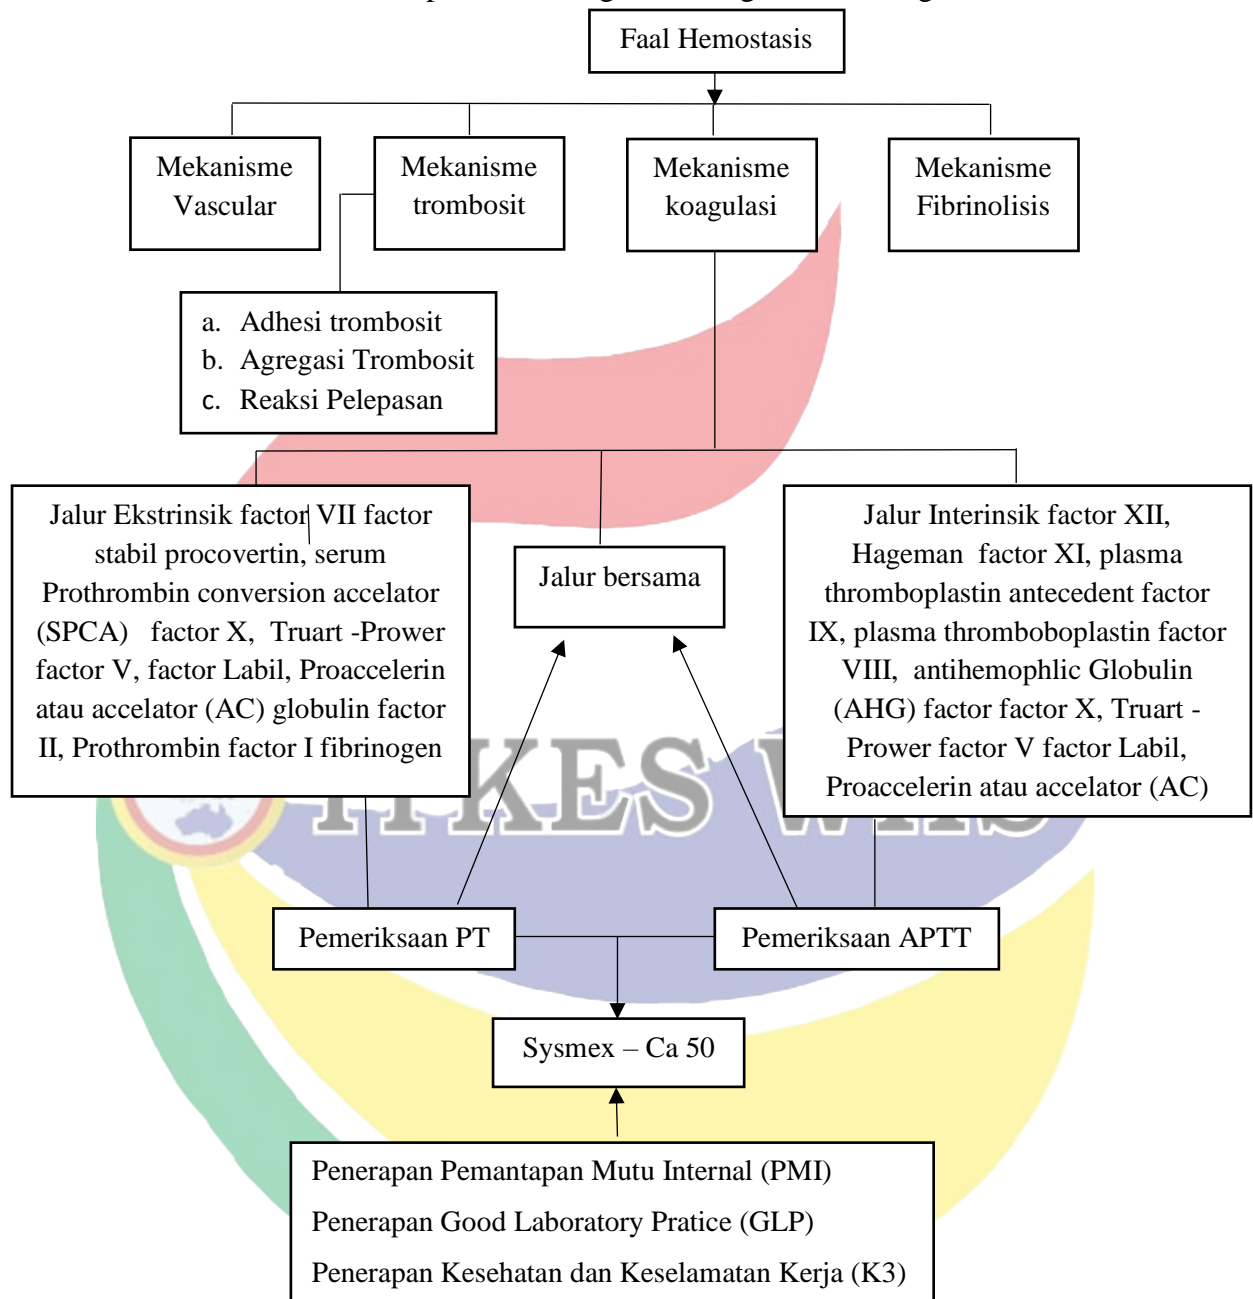 Faal Hemostasis
Mekanisme
Vascular
Mekanisme
trombosit
Mekanisme
koagulasi
Mekanisme
Fibrinolisis
a. Adhesi trombosit
b. Agregasi Trombosit
c. Reaksi Pelepasan
Jalur Ekstrinsik factor VII factor
stabil procovertin, serum
Prothrombin conversion accelator
(SPCA) factor X, Truart -Prower
factor V, factor Labil, Proaccelerin
atau accelator (AC) globulin factor
II, Prothrombin factor I fibrinogen
Jalur bersama
Jalur Interinsik factor XII,
Hageman factor XI, plasma
thromboplastin antecedent factor
IX, plasma thromboboplastin factor
VIII, antihemophlic Globulin
(AHG) factor factor X, Truart -
Prower factor V factor Labil,
Proaccelerin atau accelator (AC)
KES
Pemeriksaan PT
Pemeriksaan APTT
Sysmex – Ca 50
Penerapan Pemantapan Mutu Internal (PMI)
Penerapan Good Laboratory Pratice (GLP)
Penerapan Kesehatan dan Keselamatan Kerja (K3)